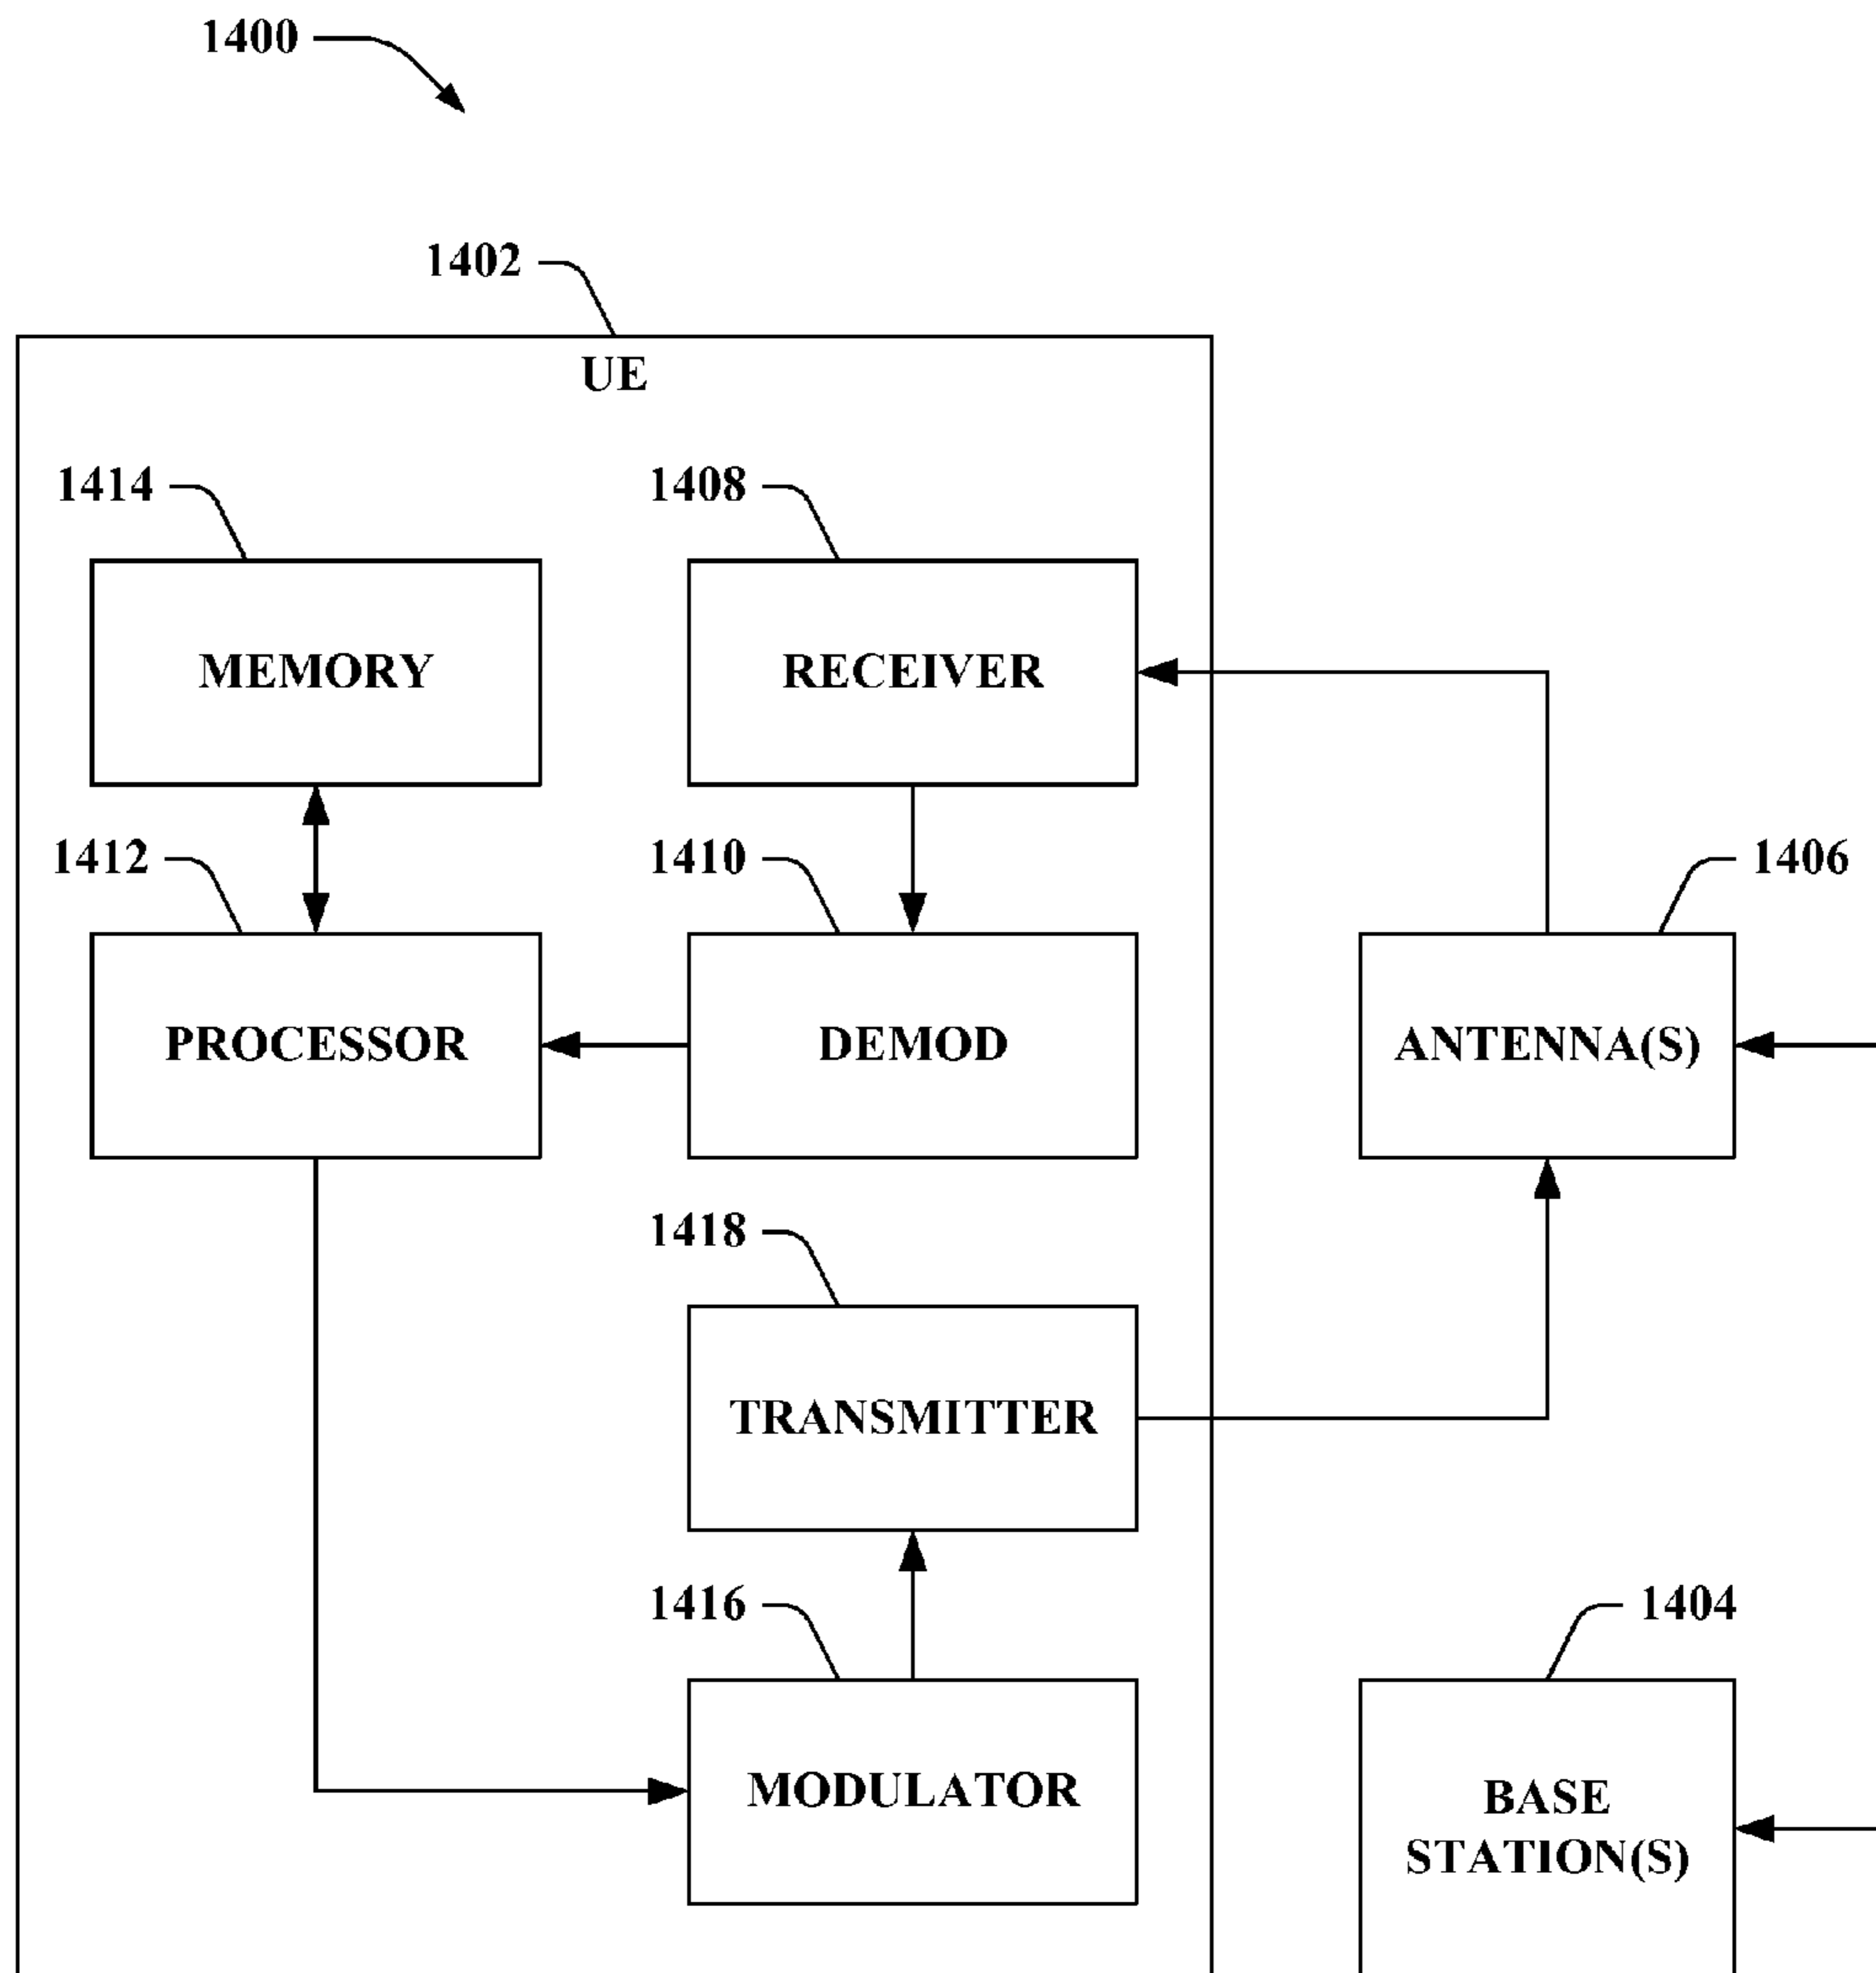 1400
1402
UE
1414
1408
MEMORY
RECEIVER
1412
1410
1406
PROCESSOR
DEMOD
ANTENNA(S)
1418
TRANSMITTER
1416
1404
MODULATOR
BASE
STATION(S)